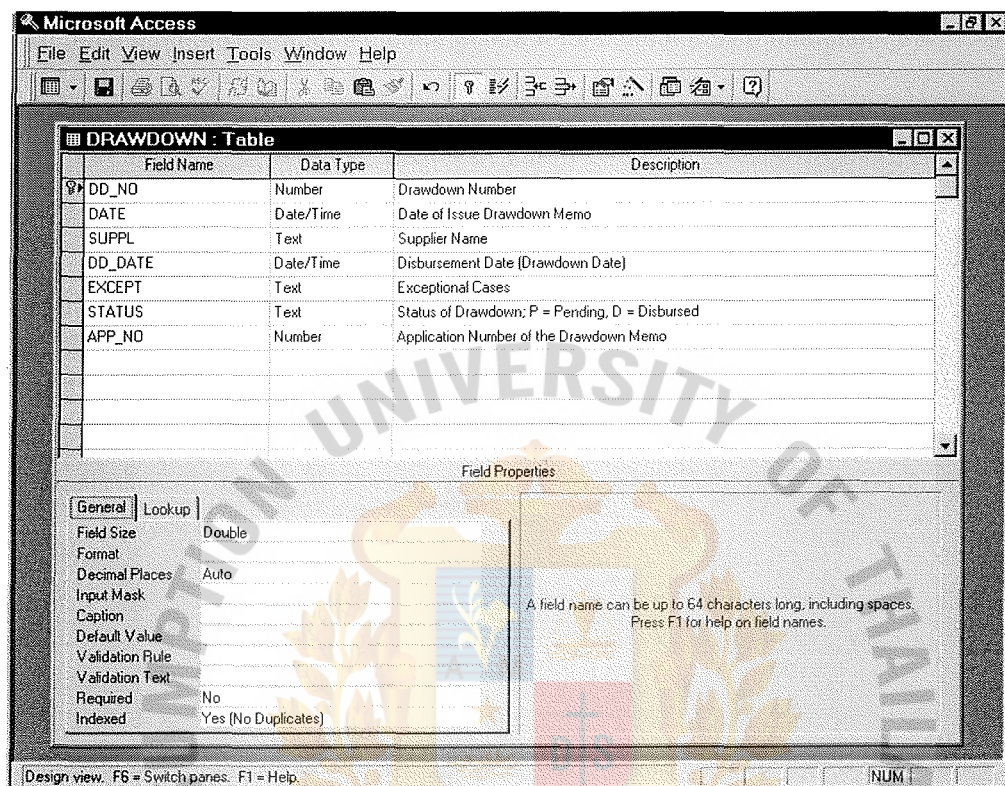 Microsoft Access
File Edit View Insert Tools Window Help
DRAWDOWN : Table
Field Name Data Type Description
DD_NO Number Drawdown Number
DATE Date/Time Date of Issue Drawdown Memo
SUPPL Text Supplier Name
DD_DATE Date/Time Disbursement Date (Drawdown Date)
EXCEPT Text Exceptional Cases
STATUS Text Status of Drawdown; P = Pending, D = Disbursed
APP_NO Number Application Number of the Drawdown Memo
UNIVERSITY OF
Field Properties
General Lookup
Field Size Double
Format
Decimal Places Auto
Input Mask
Caption
Default Value
Validation Rule
Validation Text
Required No
Indexed Yes (No Duplicates)
A field name can be up to 64 characters long, including spaces.
Press F1 for help on field names.
D S
Design view. F6 = Switch panes. F1 = Help. NUM